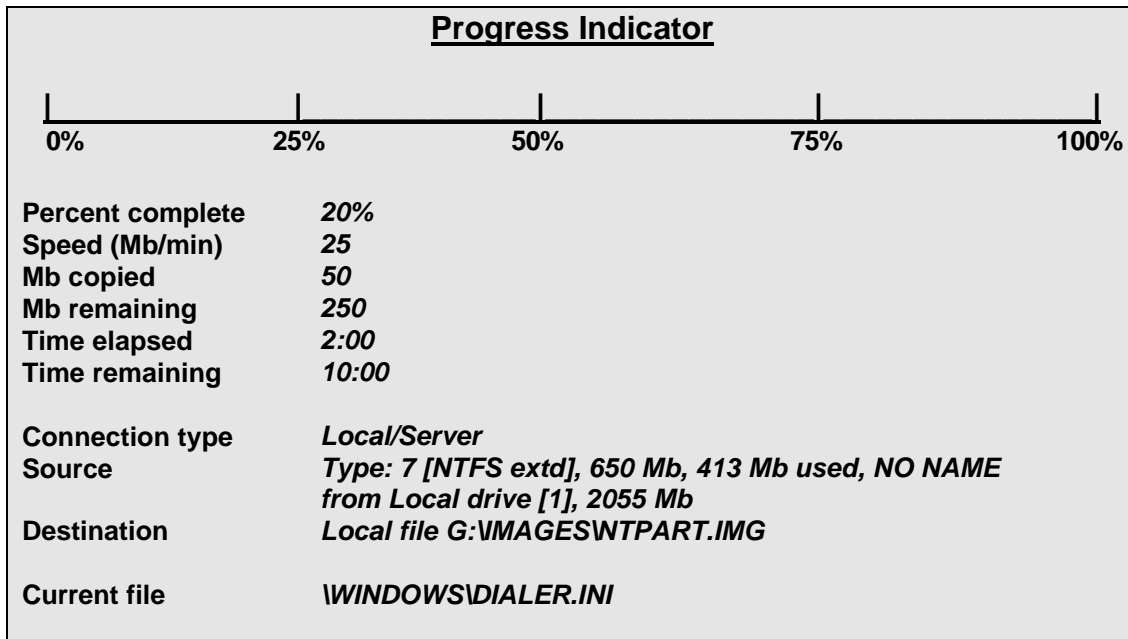 Progress Indicator
0% 25% 50% 75% 100%
Percent complete 20%
Speed (Mb/min) 25
Mb copied 50
Mb remaining 250
Time elapsed 2:00
Time remaining 10:00
Connection type Local/Server
Source Type: 7 [NTFS extd], 650 Mb, 413 Mb used, NO NAME
from Local drive [1], 2055 Mb
Destination Local file G:\IMAGES\NTPART.IMG
Current file \WINDOWS\DIALER.INI